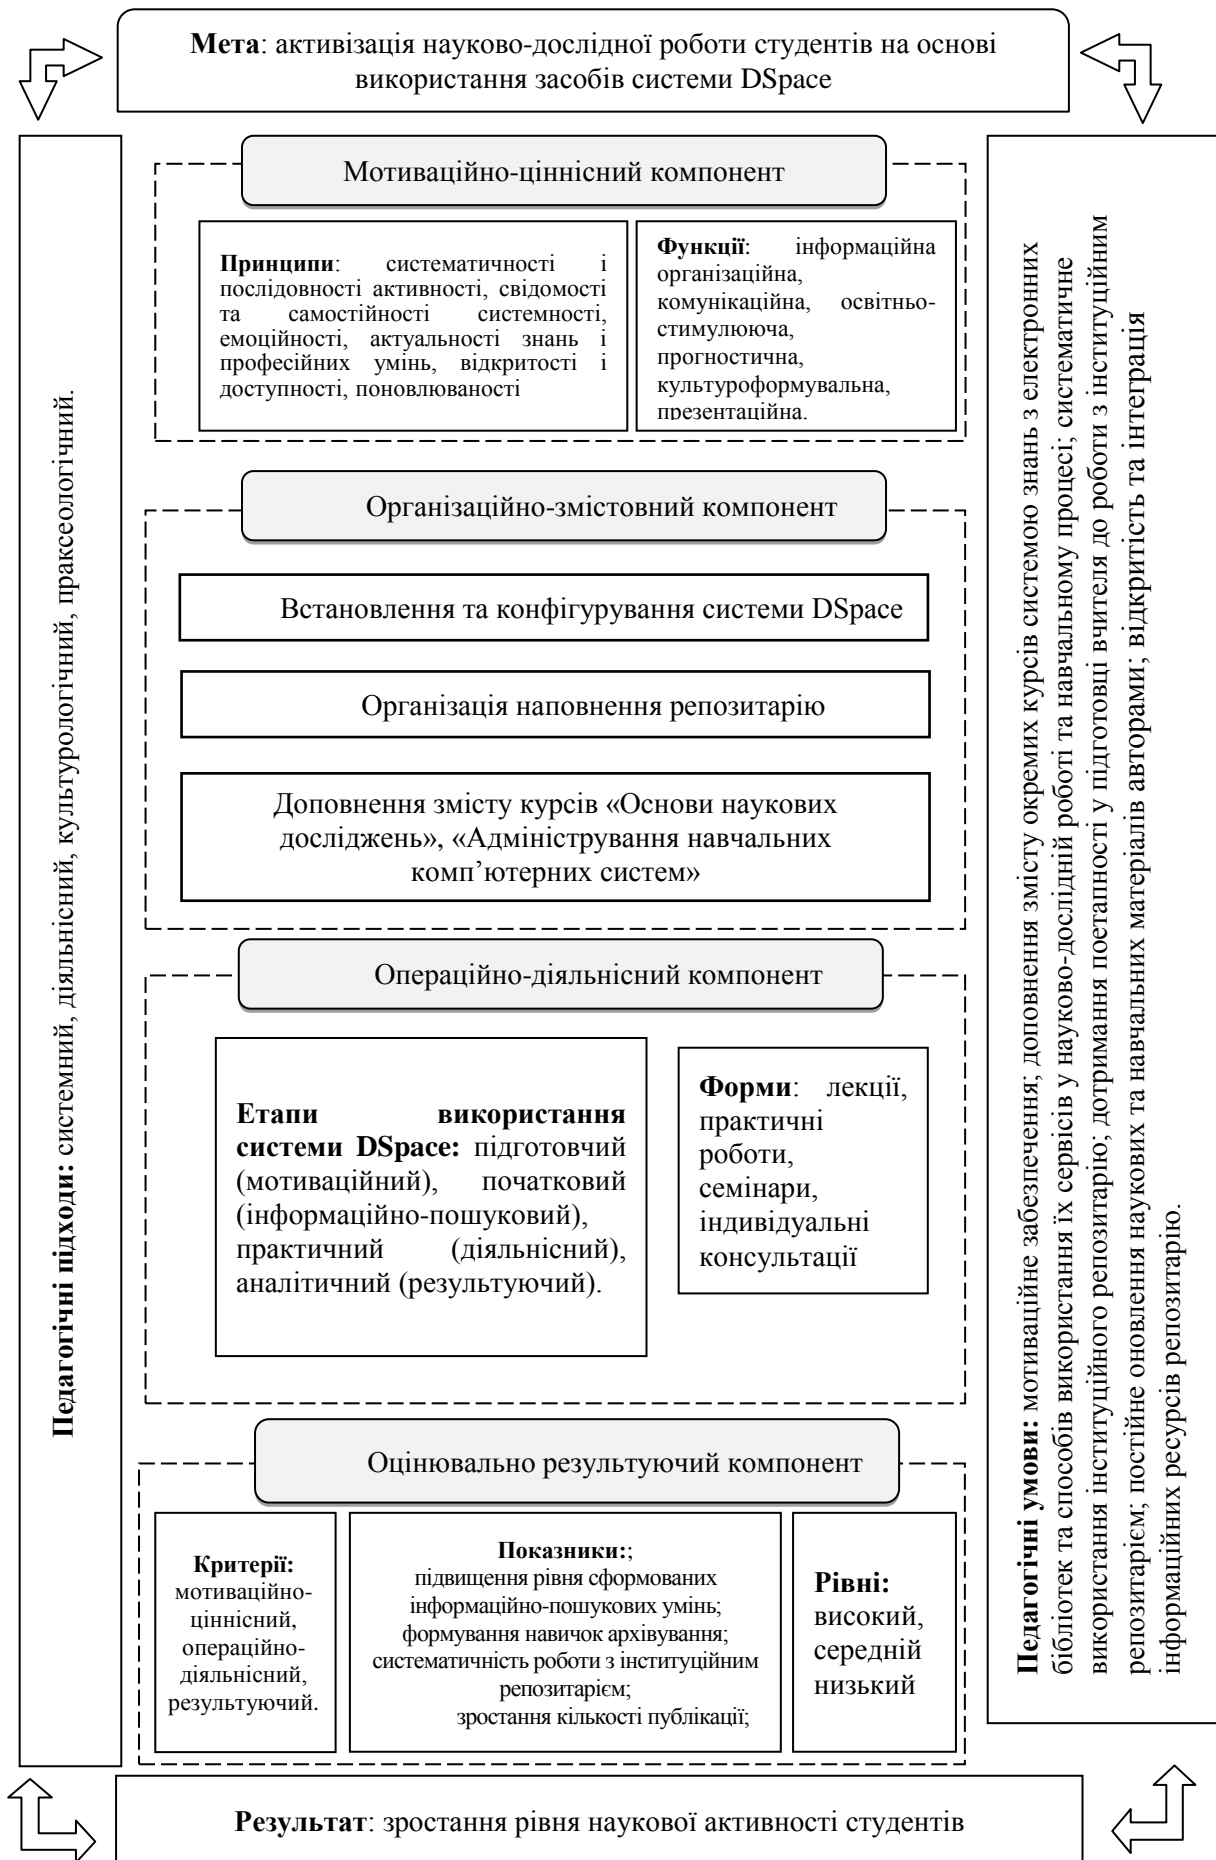 Мета: активізація науково-дослідної роботи студентів на основі
використання засобів системи DSpace
Педагогічні підходи: системний, діяльнісний, культурологічний, праксеологічний.
Мотиваційно-ціннісний компонент
Принципи: систематичності і
послідовності активності, свідомості
та самостійності системності,
емоційності, актуальності знань і
професійних умінь, відкритості і
доступності, поновлюваності
Функції: інформаційна
організаційна,
комунікаційна, освітньо-
стимулююча,
прогностична,
культуроформувальна,
презентаційна.
Організаційно-змістовний компонент
Встановлення та конфігурування системи DSpace
Організація наповнення репозитарію
Доповнення змісту курсів «Основи наукових
досліджень», «Адміністрування навчальних
комп’ютерних систем»
Операційно-діяльнісний компонент
Етапи використання
системи DSpace: підготовчий
(мотиваційний), початковий
(інформаційно-пошуковий),
практичний (діяльнісний),
аналітичний (результуючий).
Форми: лекції,
практичні
роботи,
семінари,
індивідуальні
консультації
Оцінювально результуючий компонент
Критерії:
мотиваційно-
ціннісний,
операційно-
діяльнісний,
результуючий.
Показники:;
підвищення рівня сформованих
інформаційно-пошукових умінь;
формування навичок архівування;
систематичність роботи з інституційним
репозитарієм;
зростання кількості публікації;
Рівні:
високий,
середній
низький
Педагогічні умови: мотиваційне забезпечення; доповнення змісту окремих курсів системою знань з електронних
бібліотек та способів використання їх сервісів у науково-дослідній роботі та навчальному процесі; систематичне
використання інституційного репозитарію; дотримання поетапності у підготовці вчителя до роботи з інституційним
репозитарієм; постійне оновлення наукових та навчальних матеріалів авторами; відкритість та інтеграція
інформаційних ресурсів репозитарію.
Результат: зростання рівня наукової активності студентів